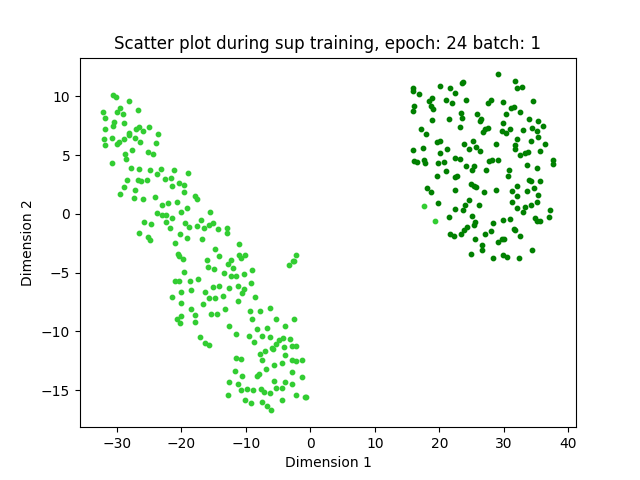 Scatter plot during sup training, epoch: 24 batch: 1
10
5
0
−5
−10
−15
Dimension 2
−30 −20 −10 0 10 20 30 40
Dimension 1